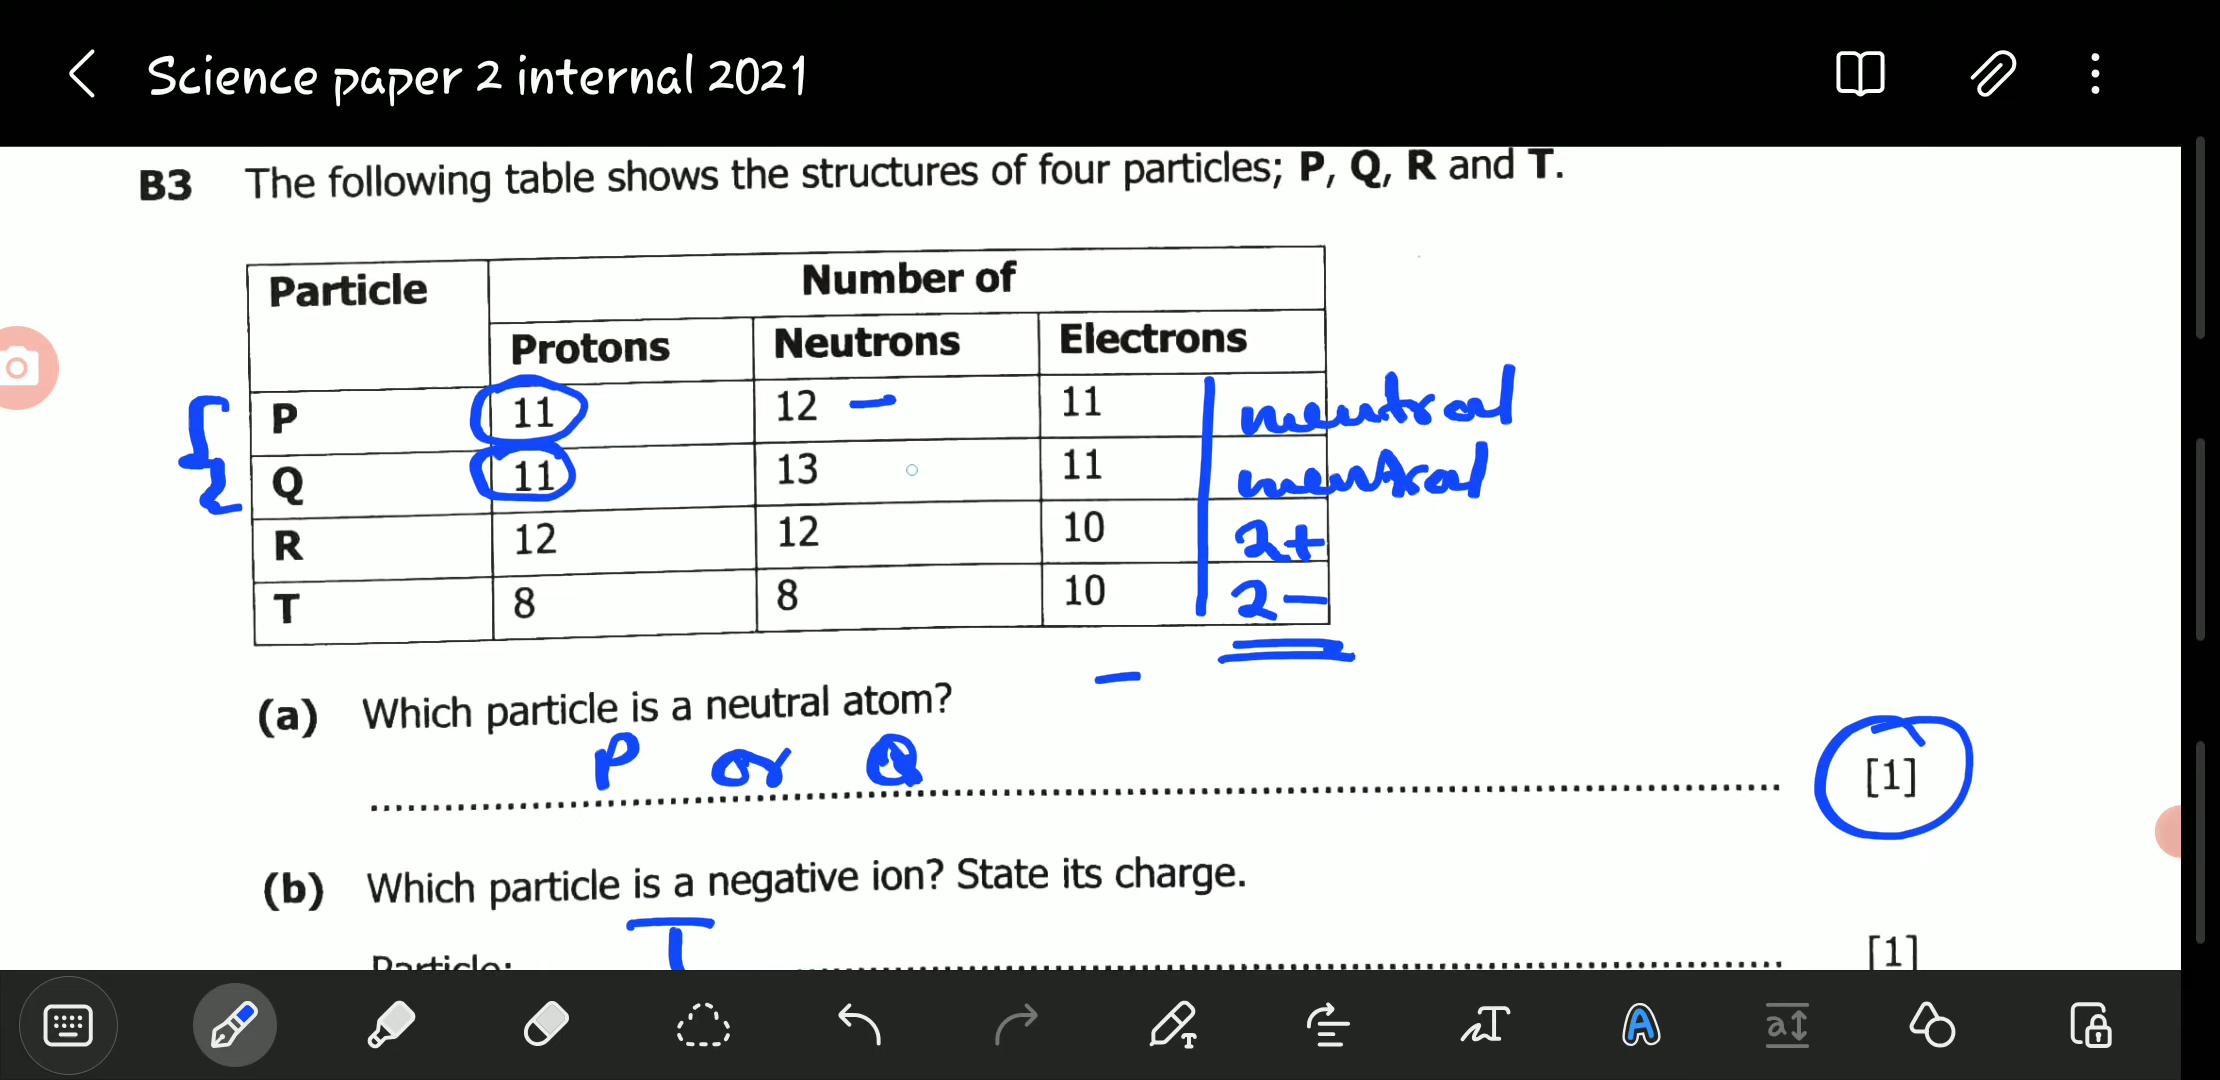 Science paper 2 internal 2021
B3 The following table shows the structures of four particles; P, Q, R and T.
Particle Number of
Protons Neutrons Electrons
P 11 12 – 11 neutral
Q 11 13 11 neutral
R 12 12 10 2+
T 8 8 10 2–
(a) Which particle is a neutral atom?
P or Q [1]
(b) Which particle is a negative ion? State its charge.
Particle: T [1]